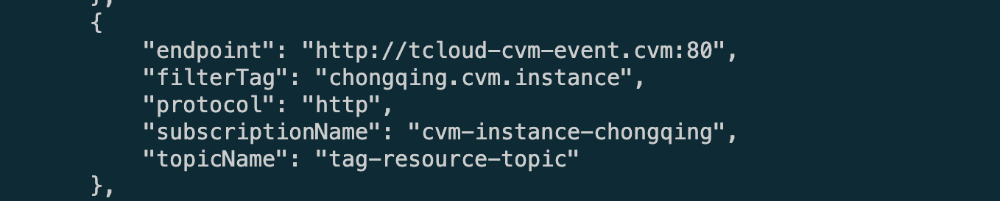 },
{
"endpoint": "http://tcloud-cvm-event.cvm:80",
"filterTag": "chongqing.cvm.instance",
"protocol": "http",
"subscriptionName": "cvm-instance-chongqing",
"topicName": "tag-resource-topic"
},